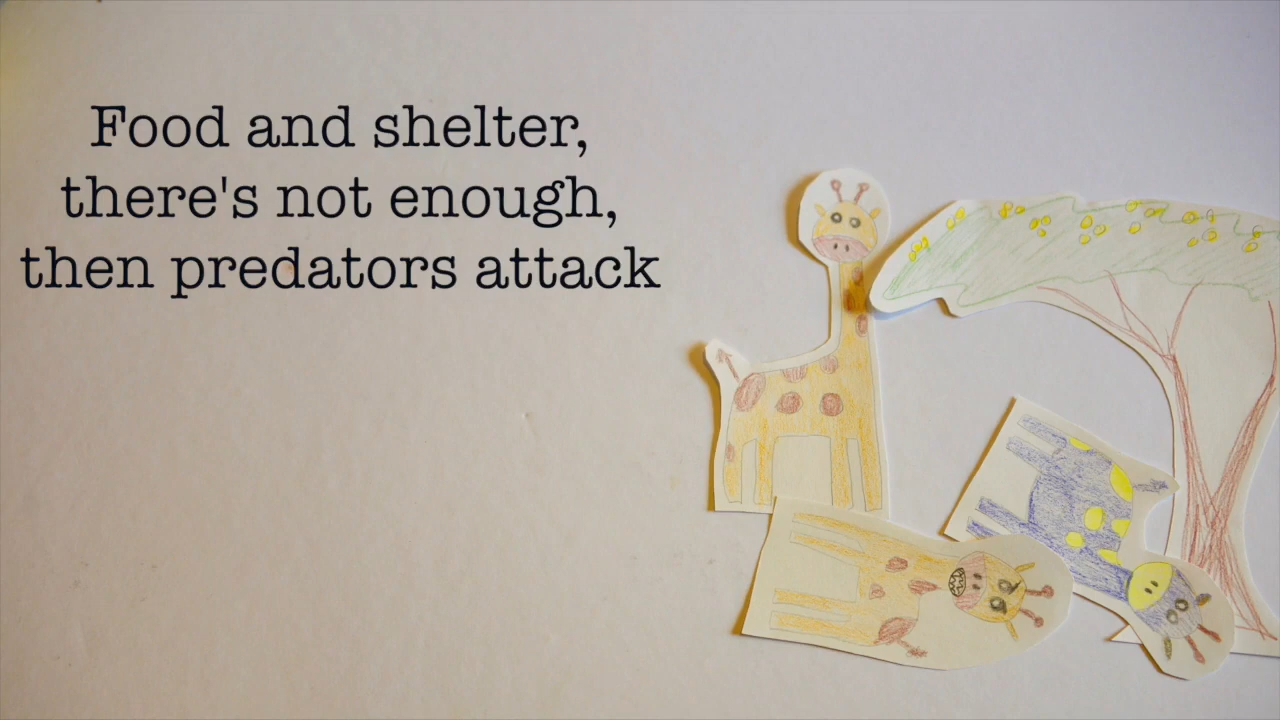 Food and shelter,
there's not enough,
then predators attack